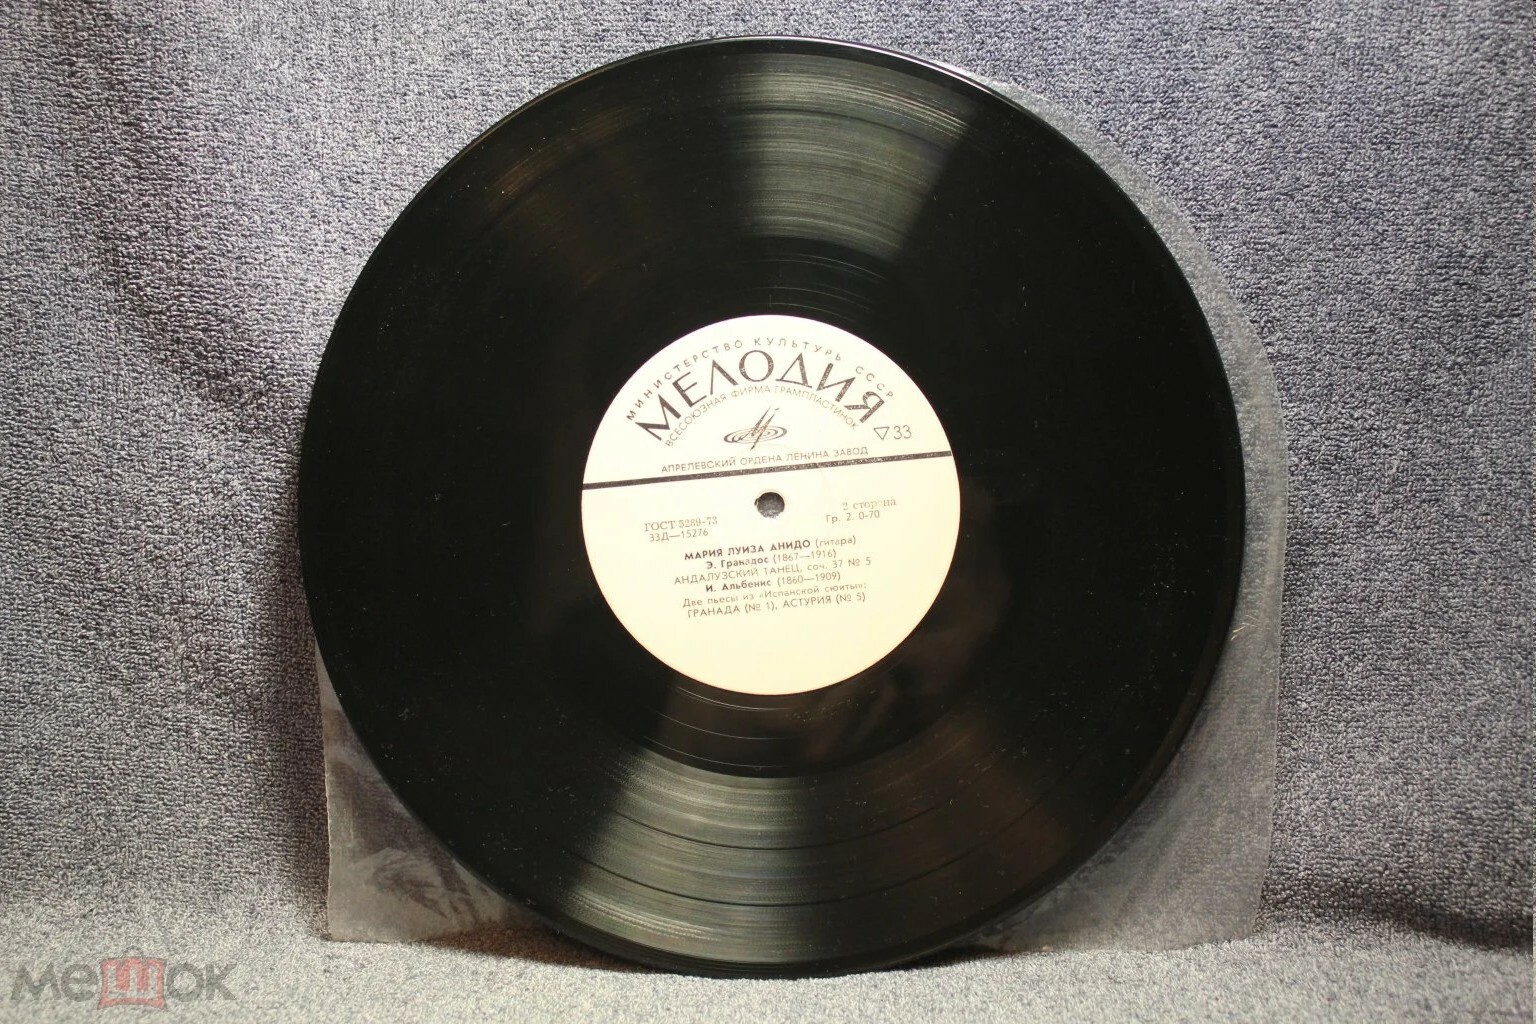 МИНИСТЕРСТВО КУЛЬТУРЫ СССР
МЕЛОДИЯ
ВСЕСОЮЗНАЯ ФИРМА ГРАМПЛАСТИНОК
▽33
АПРЕЛЕВСКИЙ ОРДЕНА ЛЕНИНА ЗАВОД
ГОСТ 5289-73
2 сторона
33Д—15276
Гр. 2. 0-70
МАРИЯ ЛУИЗА АНИДО (гитара)
Э. Гранадос (1867—1916)
АНДАЛУЗСКИЙ ТАНЕЦ, соч. 37 № 5
И. Альбенис (1860—1909)
Две пьесы из «Испанской сюиты»:
ГРАНАДА (№ 1), АСТУРИЯ (№ 5)
мешок